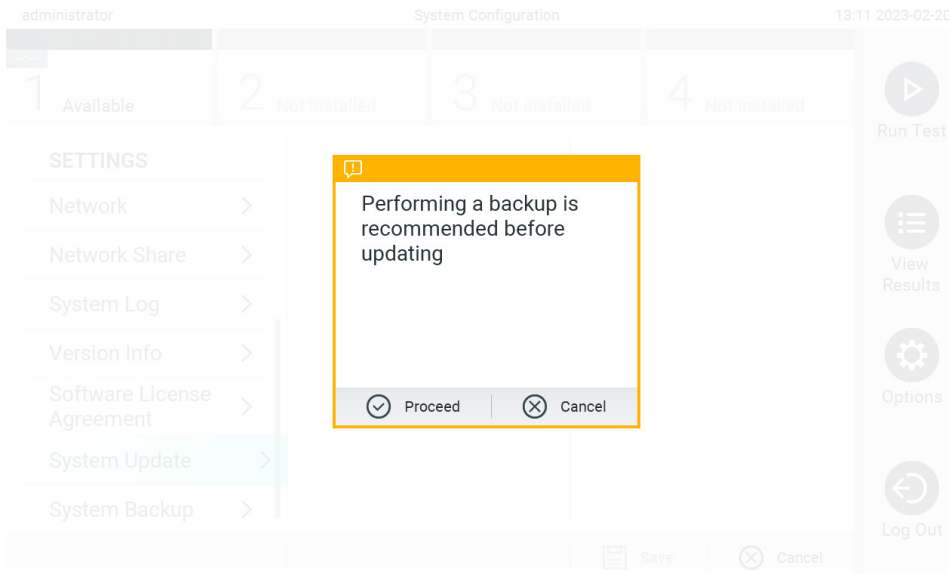 administrator
System Configuration
13:11 2023-02-20
1
Available
2
Not installed
3
Not installed
4
Not installed
Run Test
SETTINGS
Network
Network Share
System Log
Version Info
Software License
Agreement
System Update
System Backup
Performing a backup is
recommended before
updating
Proceed
Cancel
View
Results
Options
Log Out
Save
Cancel